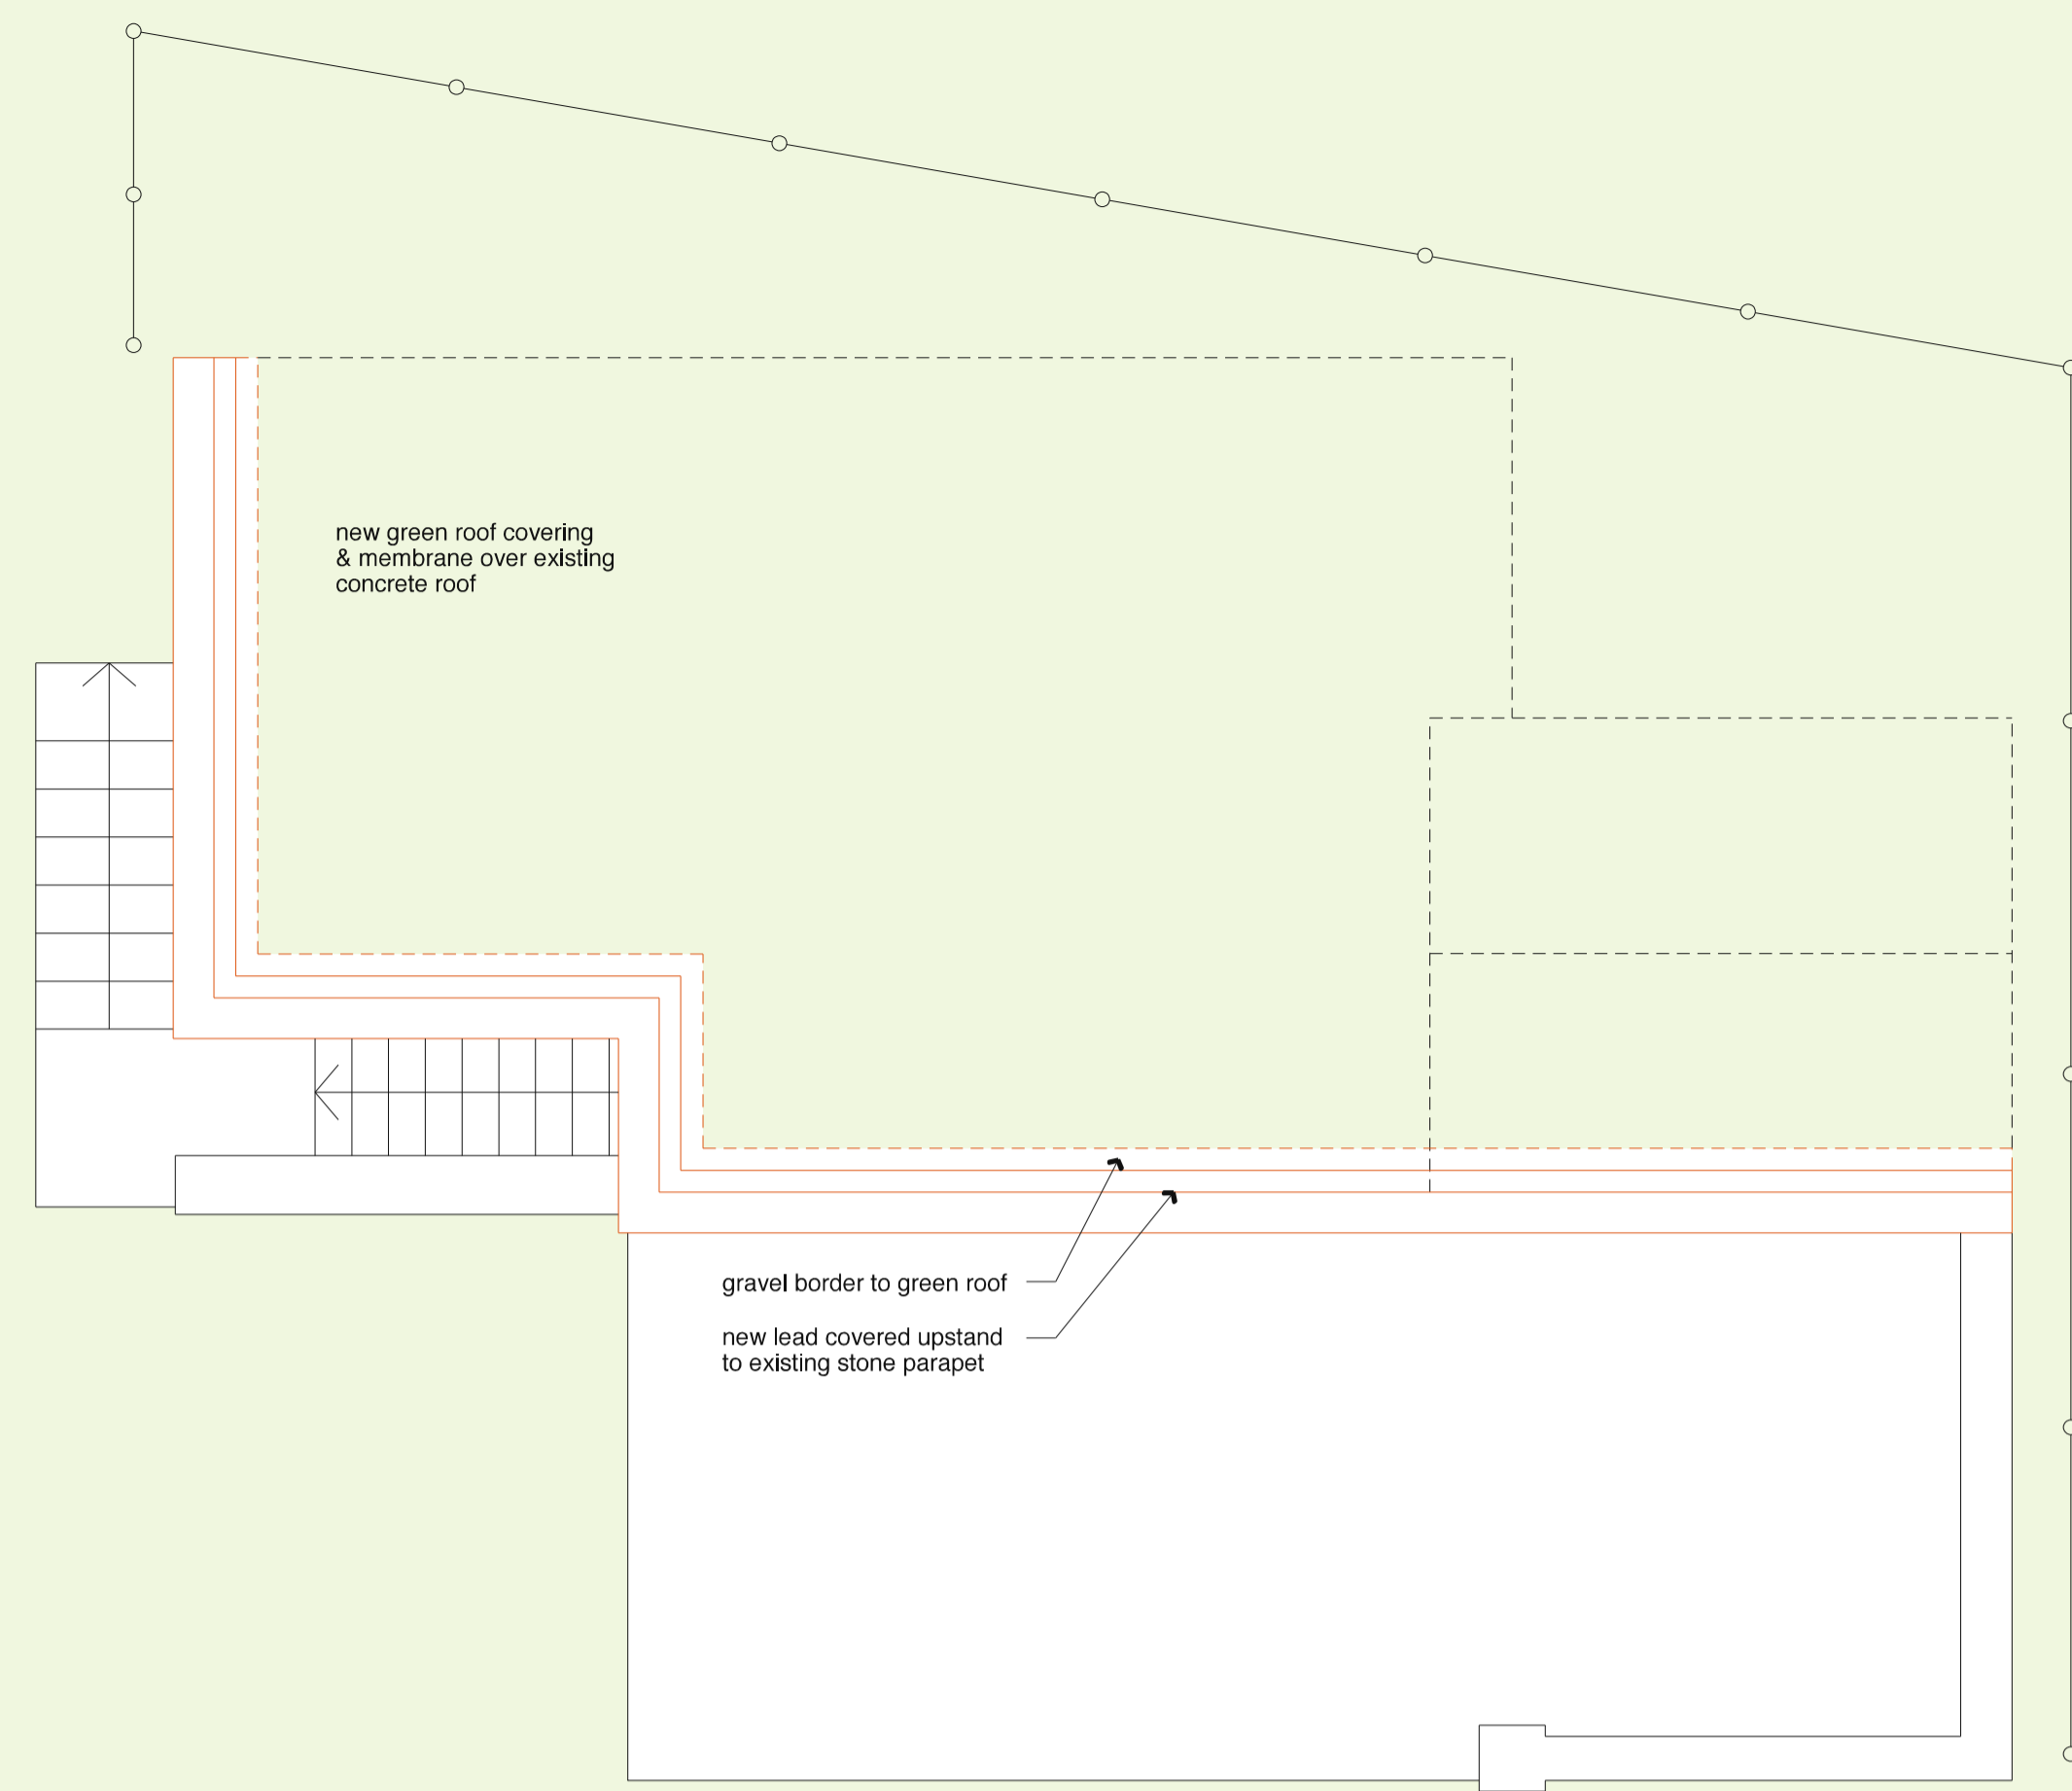 new green roof covering
& membrane over existing
concrete roof
gravel border to green roof
new lead covered upstand
to existing stone parapet